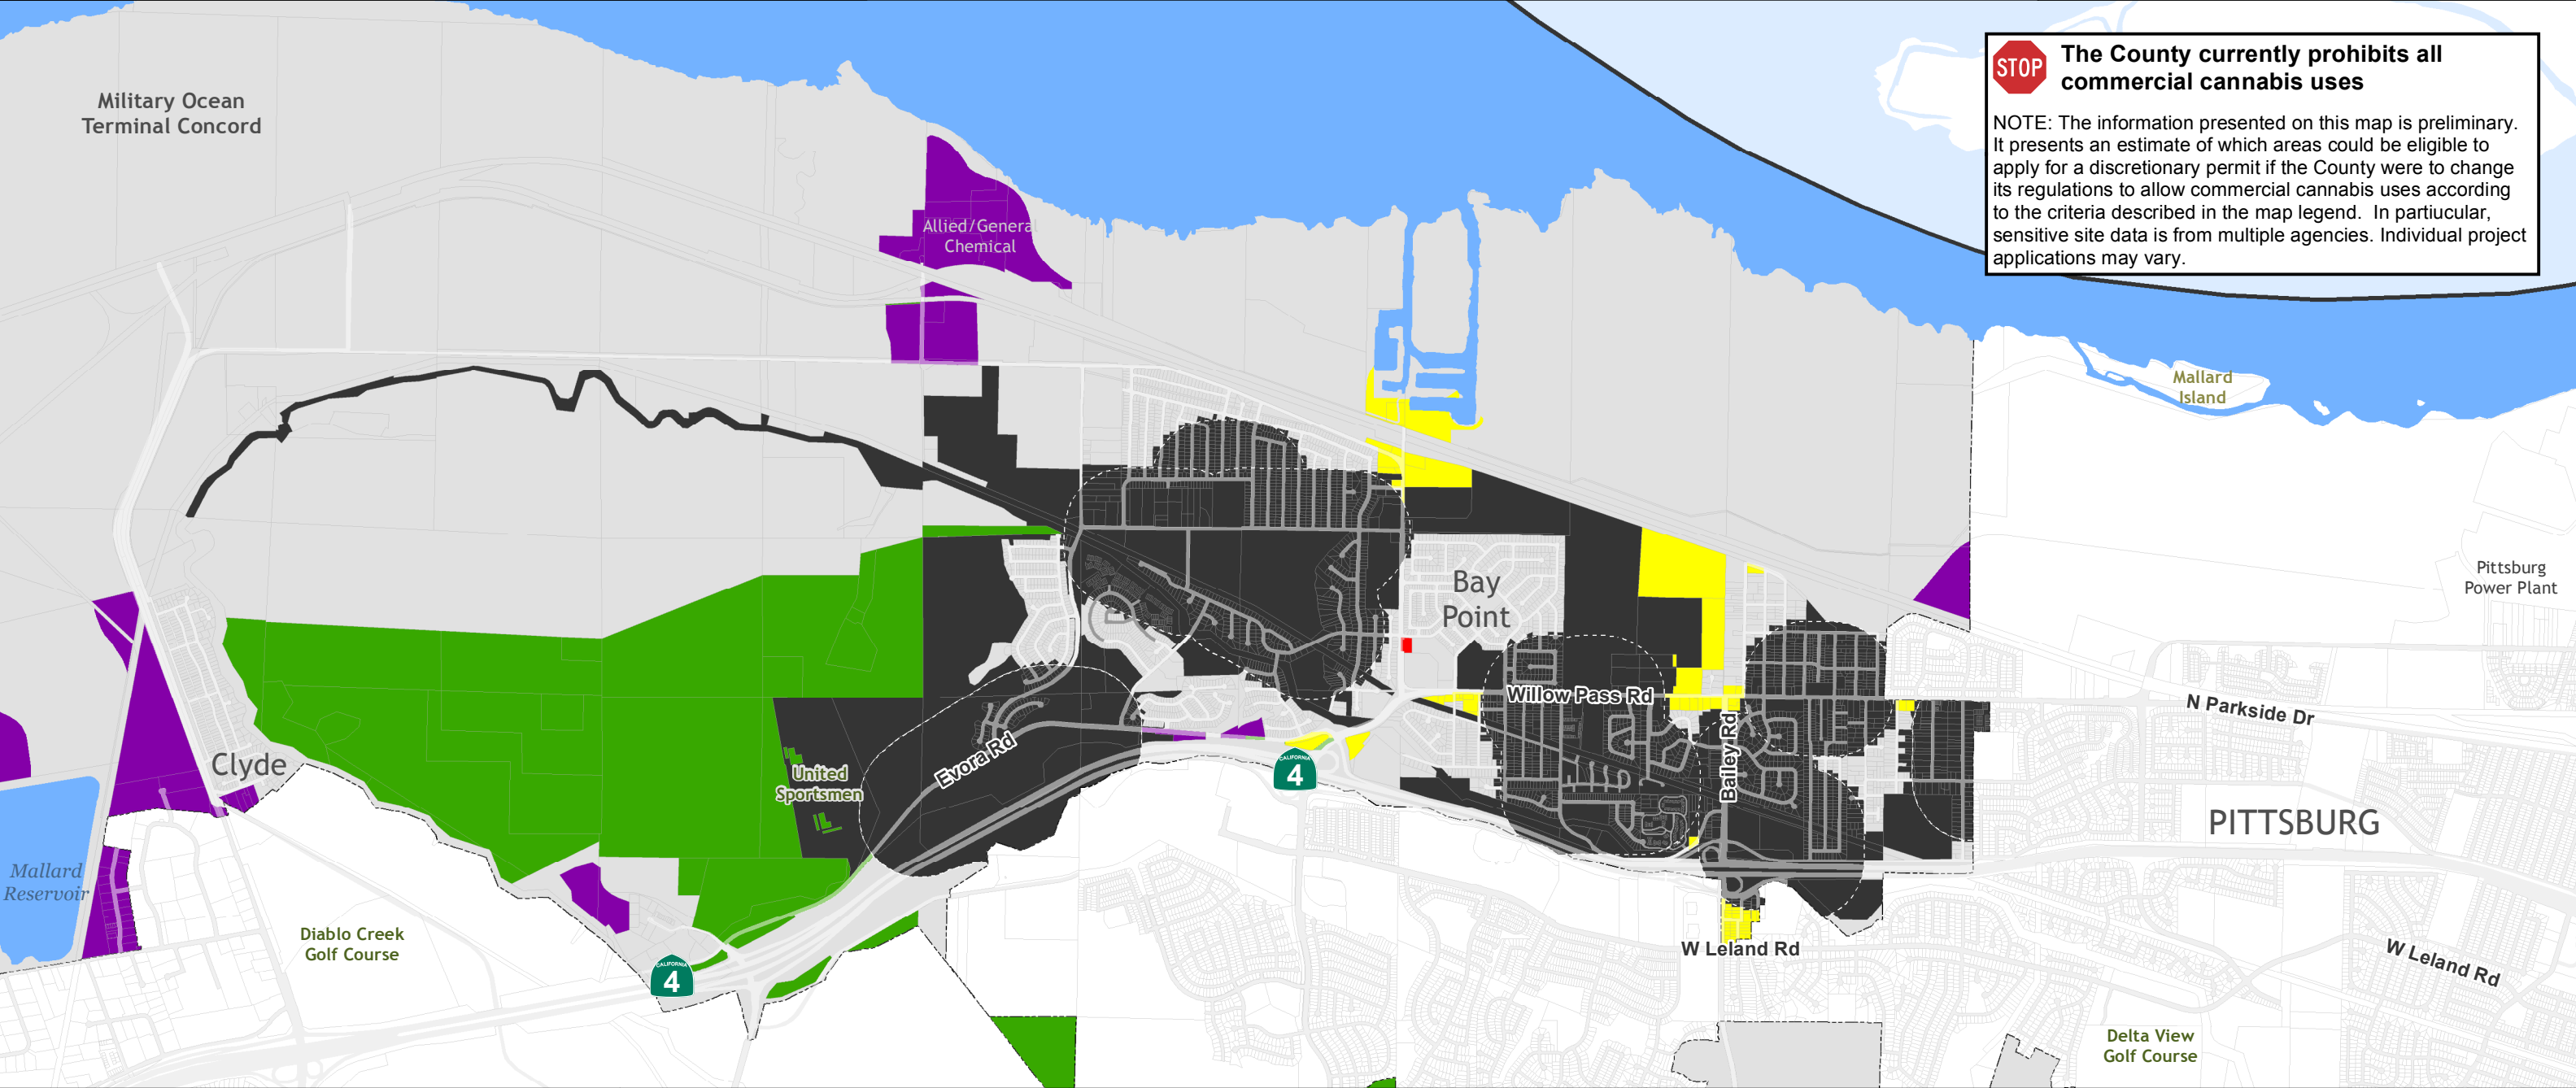 Military Ocean
Terminal Concord
STOP
The County currently prohibits all
commercial cannabis uses
NOTE: The information presented on this map is preliminary.
It presents an estimate of which areas could be eligible to
apply for a discretionary permit if the County were to change
its regulations to allow commercial cannabis uses according
to the criteria described in the map legend. In partiucular,
sensitive site data is from multiple agencies. Individual project
applications may vary.
Allied/General
Chemical
Mallard
Island
Bay
Point
Pittsburg
Power Plant
Willow Pass Rd
N Parkside Dr
Bailey Rd
Evora Rd
Clyde
United
Sportsmen
CALIFORNIA
4
PITTSBURG
Mallard
Reservoir
Diablo Creek
Golf Course
W Leland Rd
W Leland Rd
CALIFORNIA
4
Delta View
Golf Course